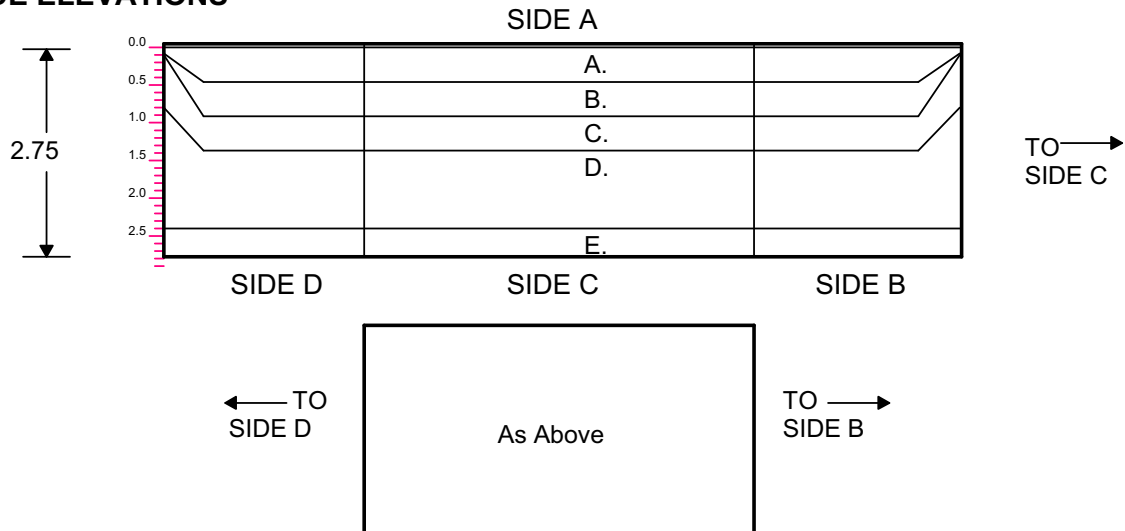 SIDE A
0.0
A.
0.5
B.
1.0
C.
2.75
1.5
D.
TO
SIDE C
2.0
2.5
E.
SIDE D
SIDE C
SIDE B
TO
SIDE D
As Above
TO
SIDE B